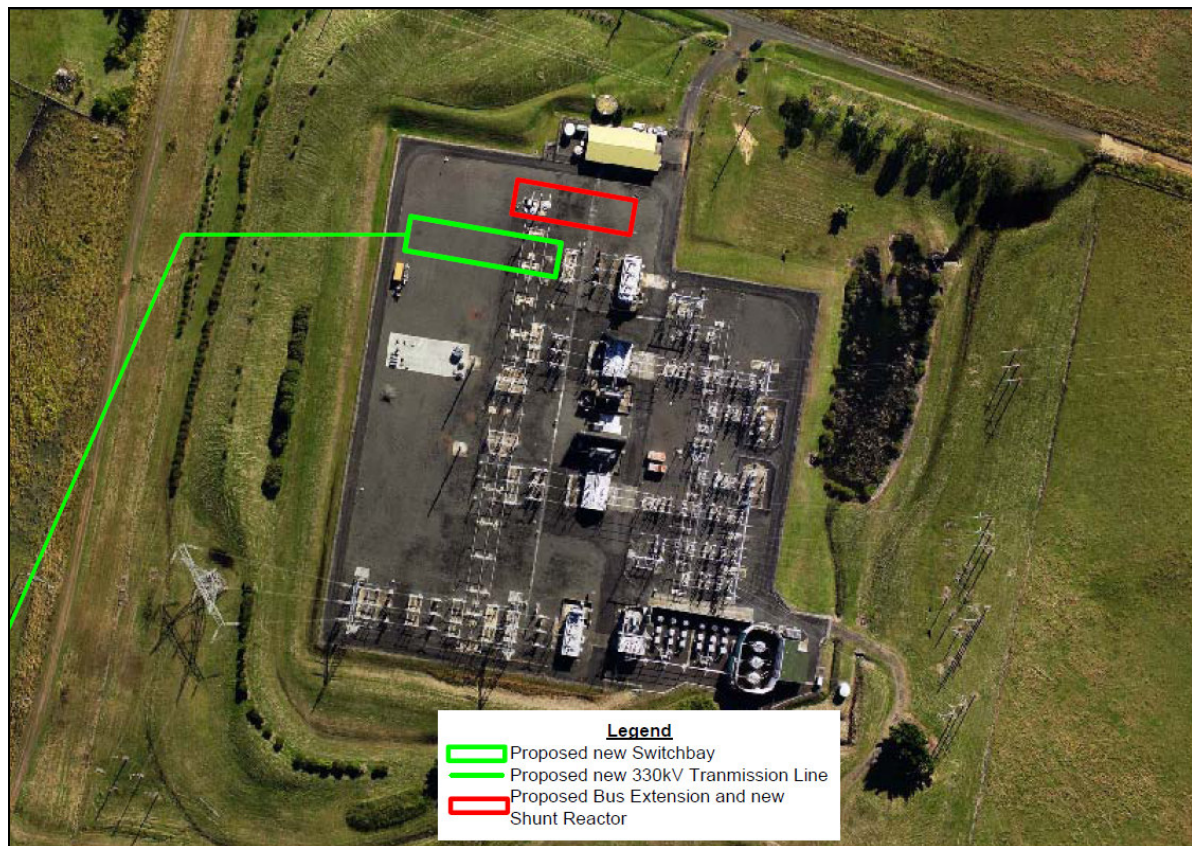 Legend
Proposed new Switchbay
Proposed new 330kV Tranmission Line
Proposed Bus Extension and new
Shunt Reactor